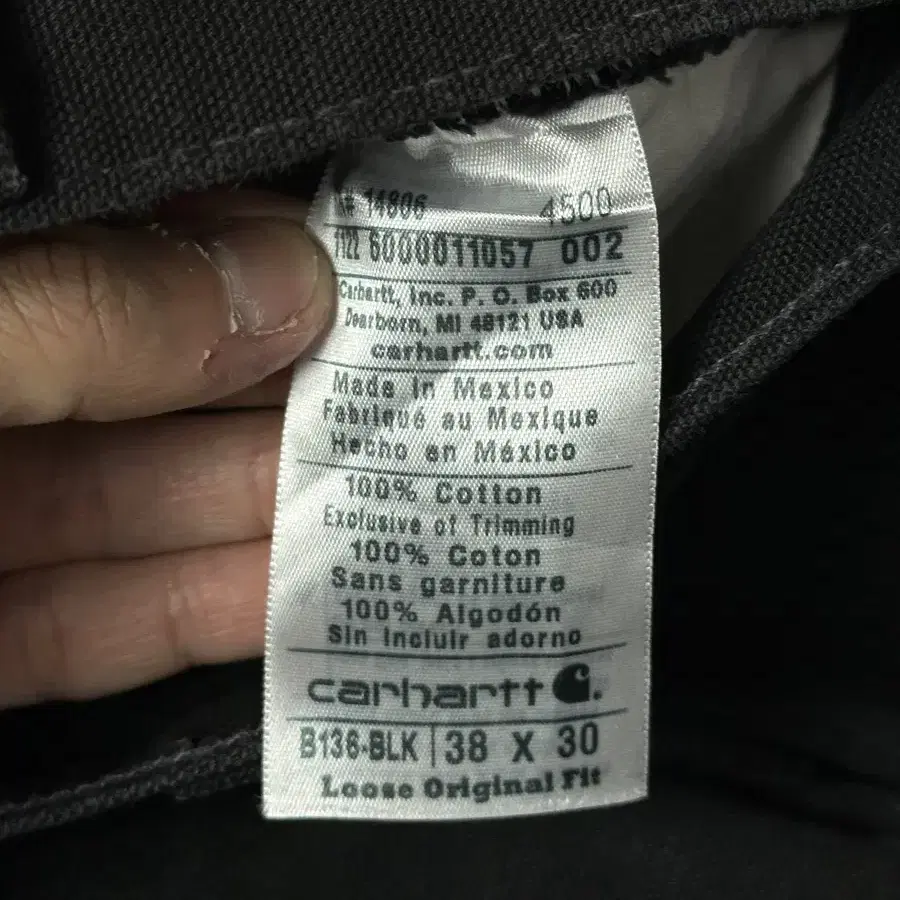 # 14806 4500
1122 6000011057 002
Carhartt, Inc. P. O. Box 600
Dearborn, MI 48121 USA
carhartt.com
Made in Mexico
Fabriqué au Mexique
Hecho en México
100% Cotton
Exclusive of Trimming
100% Coton
Sans garniture
100% Algodón
Sin Incluir adorno
carhartt
B136-BLK | 38 X 30
Loose Original Fit